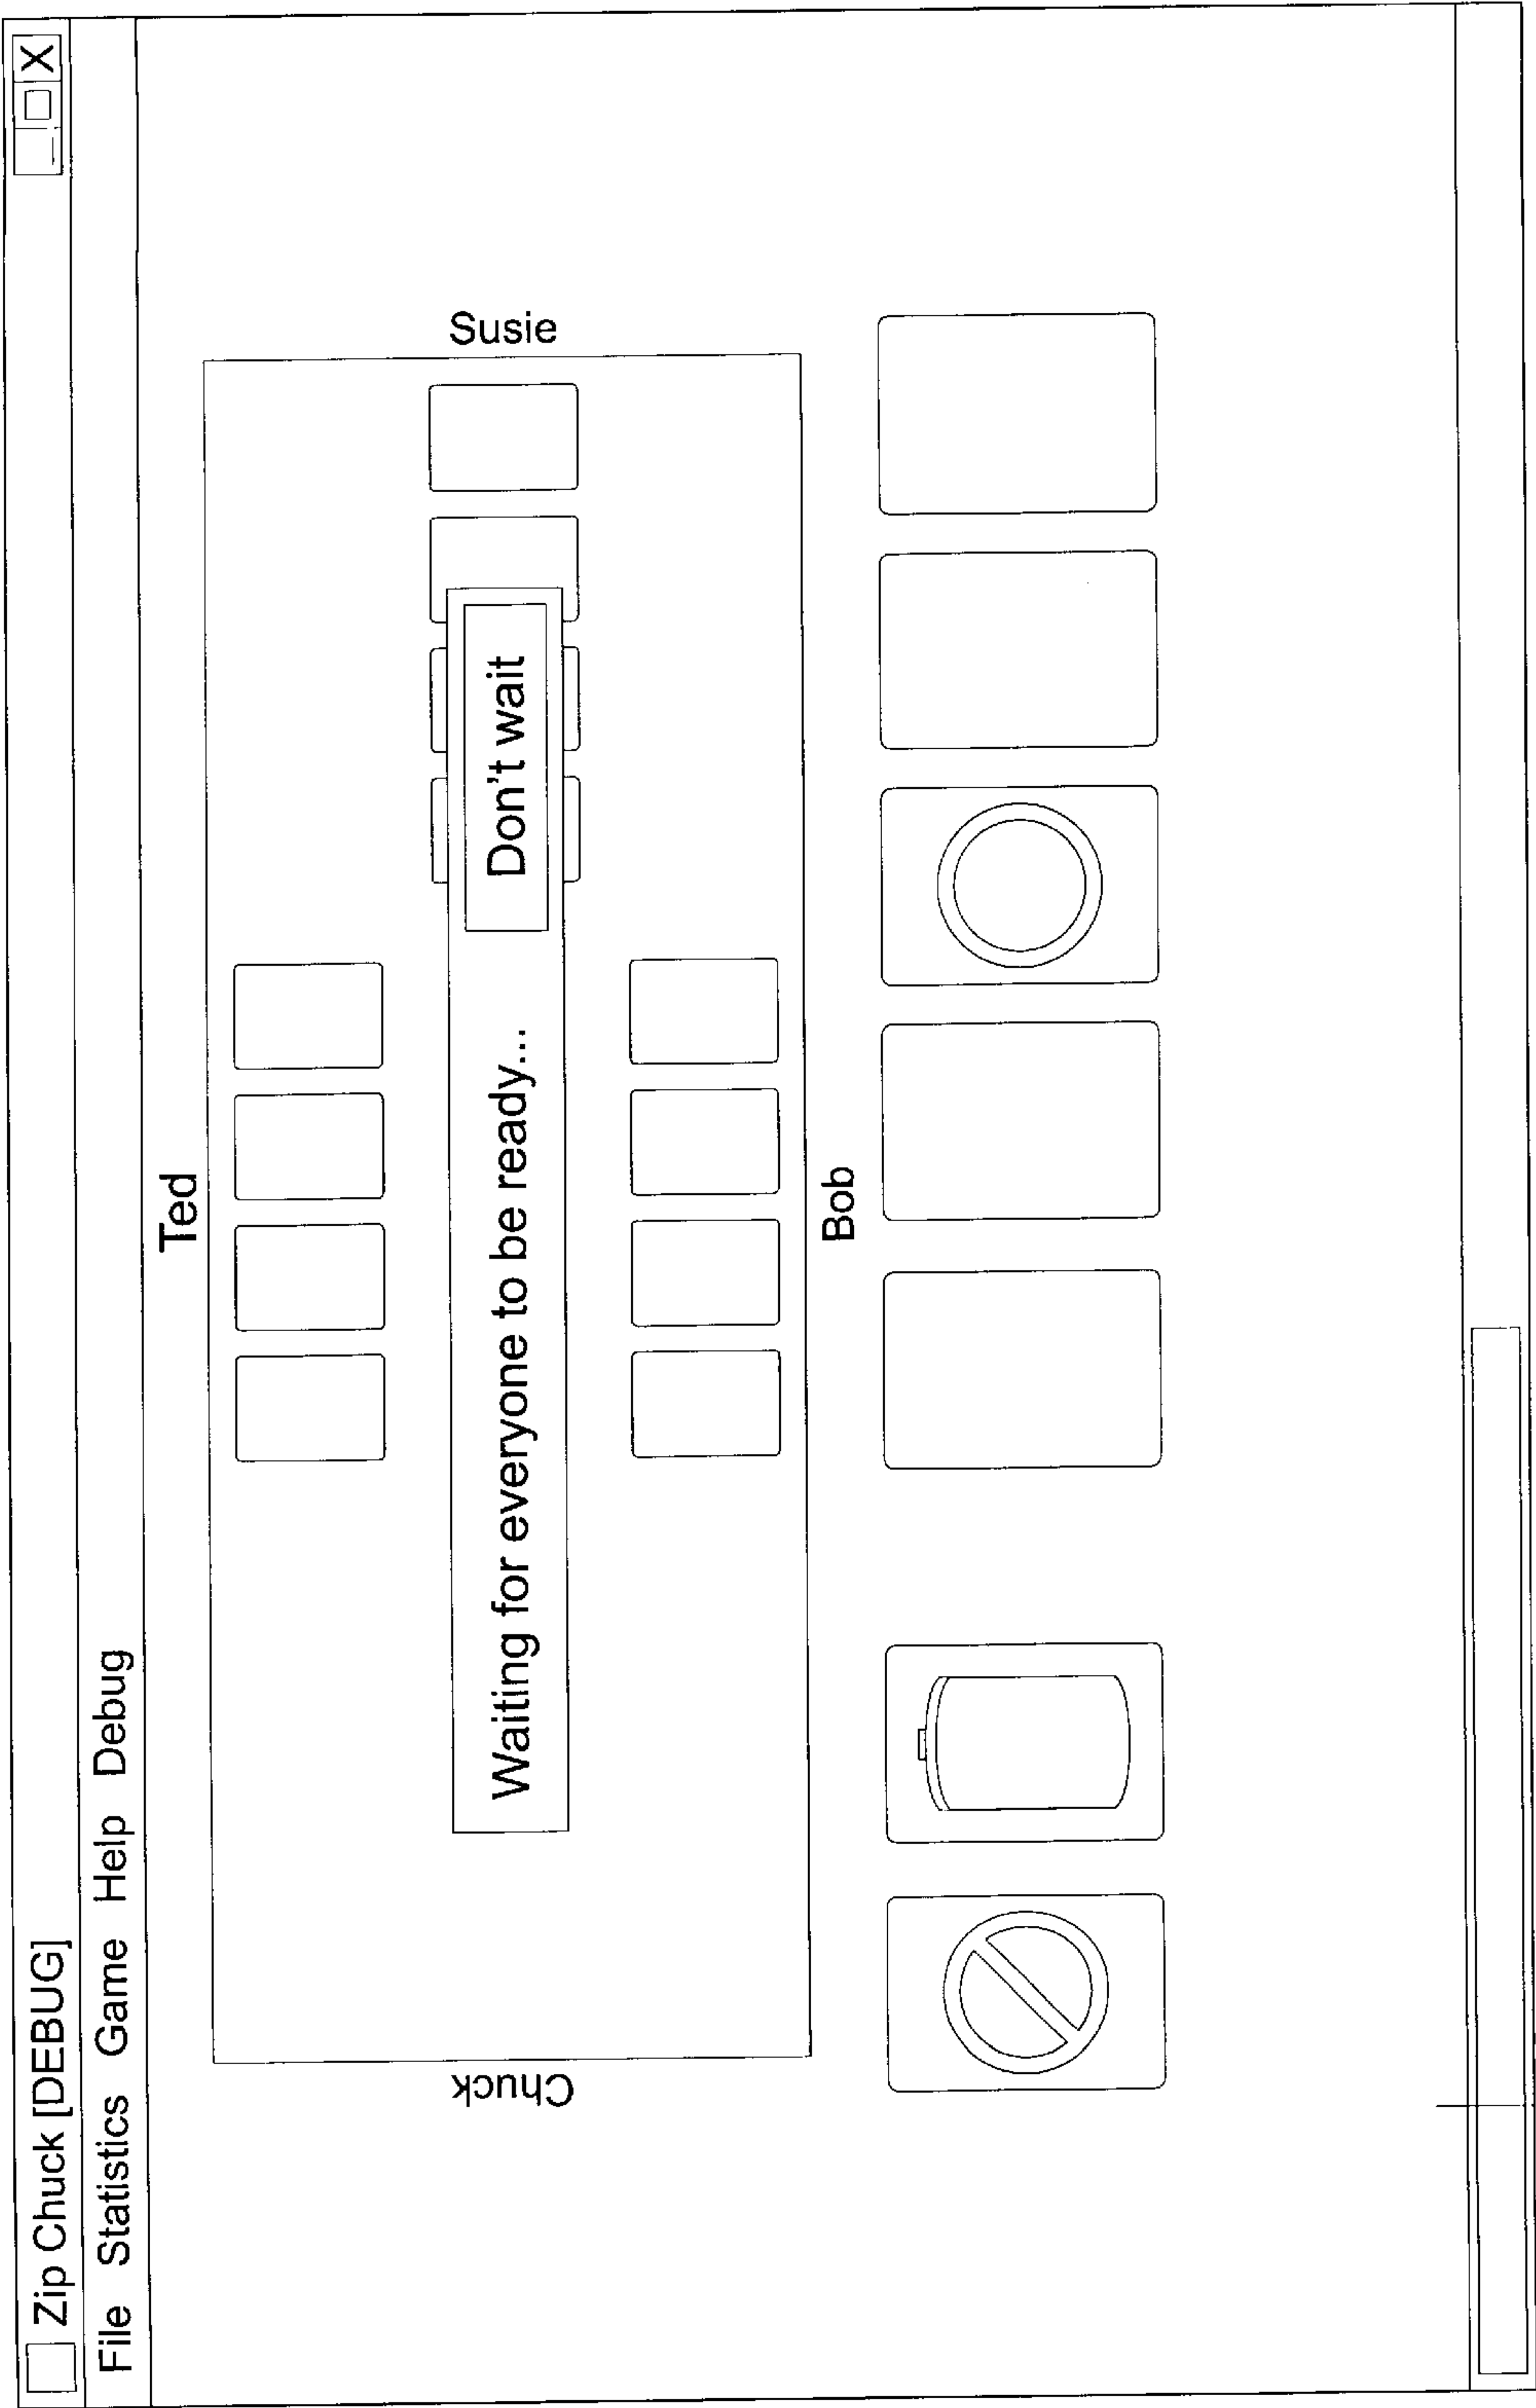 Zip Chuck [DEBUG]
X
File Statistics Game Help Debug
Ted
Chuck
Waiting for everyone to be ready...
Don't wait
Susie
Bob